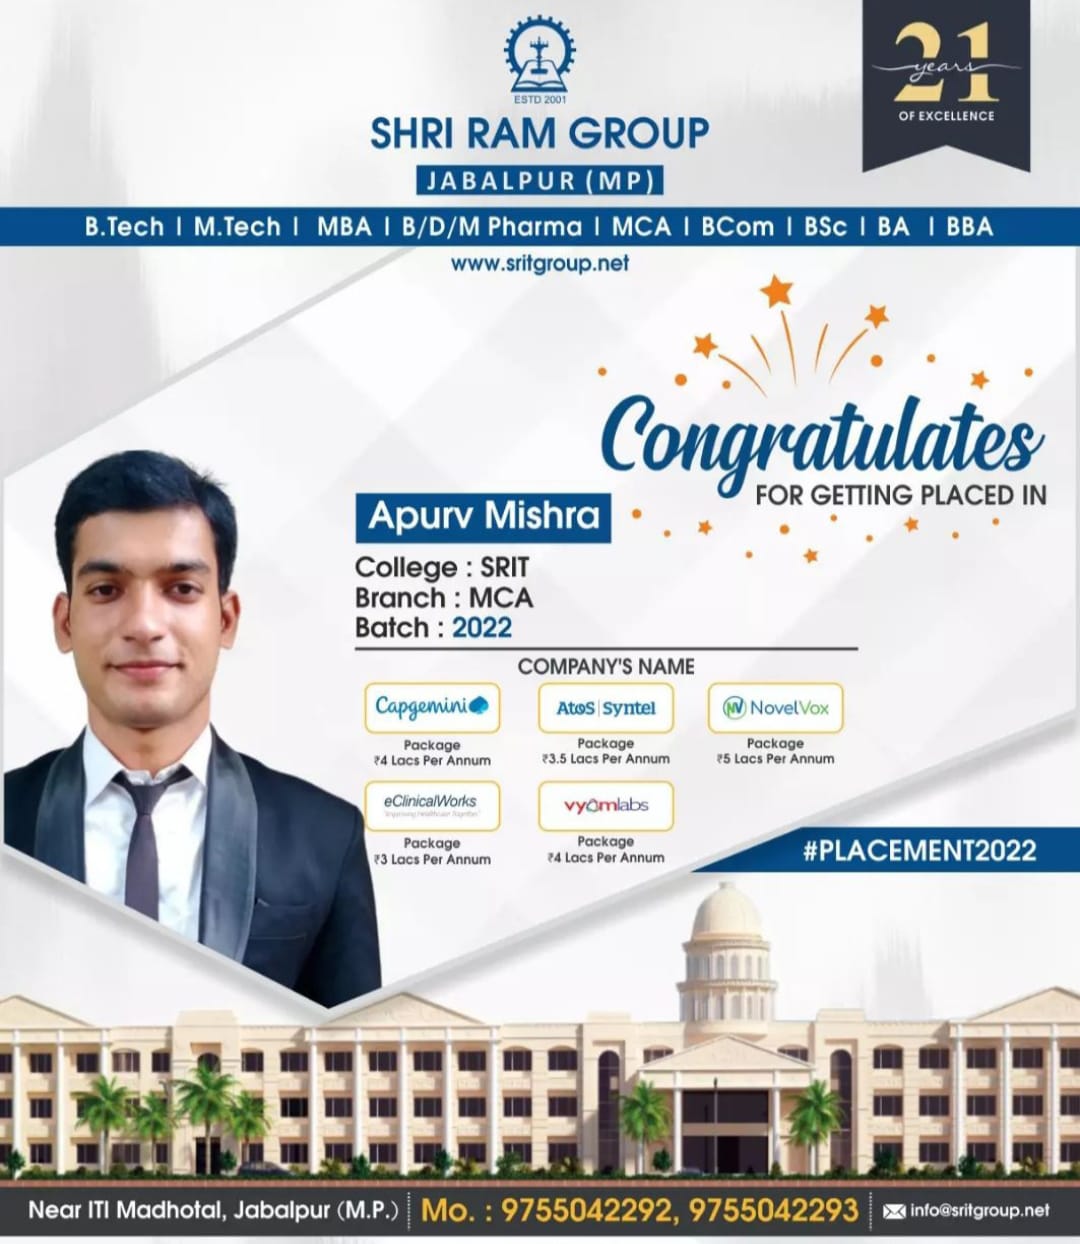 21
years
OF EXCELLENCE
ESTD 2001
SHRI RAM GROUP
JABALPUR (MP)
B.Tech | M.Tech | MBA | B/D/M Pharma | MCA | BCom | BSc | BA | BBA
www.sritgroup.net
Congratulates
FOR GETTING PLACED IN
Apurv Mishra
College : SRIT
Branch : MCA
Batch : 2022
COMPANY'S NAME
Capgemini
Package
₹4 Lacs Per Annum
Atos | Syntel
Package
₹3.5 Lacs Per Annum
NovelVox
Package
₹5 Lacs Per Annum
eClinicalWorks
"Improving Healthcare Together"
Package
₹3 Lacs Per Annum
vyomlabs
Package
₹4 Lacs Per Annum
#PLACEMENT2022
Near ITI Madhotal, Jabalpur (M.P.) Mo. : 9755042292, 9755042293 info@sritgroup.net